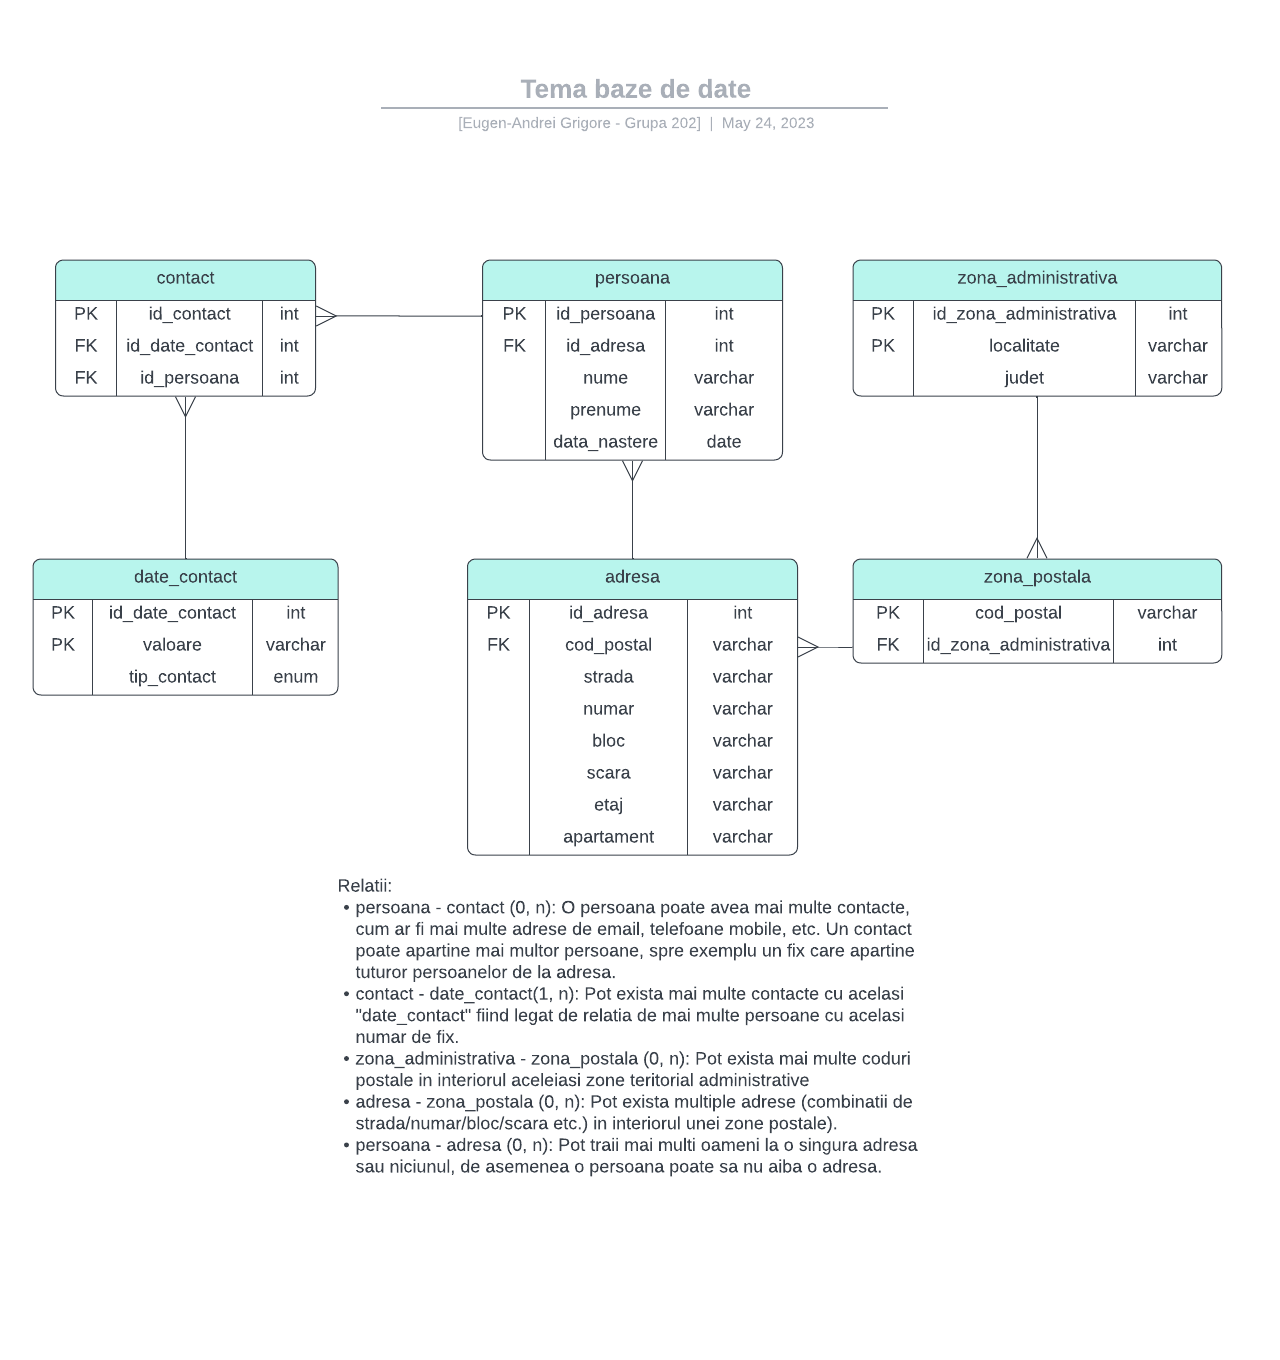 Tema baze de date
[Eugen-Andrei Grigore - Grupa 202] | May 24, 2023
contact
PK id_contact int
FK id_date_contact int
FK id_persoana int
persoana
PK id_persoana int
FK id_adresa int
nume varchar
prenume varchar
data_nastere date
zona_administrativa
PK id_zona_administrativa int
PK localitate varchar
judet varchar
date_contact
PK id_date_contact int
PK valoare varchar
tip_contact enum
adresa
PK id_adresa int
FK cod_postal varchar
strada varchar
numar varchar
bloc varchar
scara varchar
etaj varchar
apartament varchar
zona_postala
PK cod_postal varchar
FK id_zona_administrativa int
Relatii:
• persoana - contact (0, n): O persoana poate avea mai multe contacte,
cum ar fi mai multe adrese de email, telefoane mobile, etc. Un contact
poate apartine mai multor persoane, spre exemplu un fix care apartine
tuturor persoanelor de la adresa.
• contact - date_contact(1, n): Pot exista mai multe contacte cu acelasi
"date_contact" fiind legat de relatia de mai multe persoane cu acelasi
numar de fix.
• zona_administrativa - zona_postala (0, n): Pot exista mai multe coduri
postale in interiorul aceleiasi zone teritorial administrative
• adresa - zona_postala (0, n): Pot exista multiple adrese (combinatii de
strada/numar/bloc/scara etc.) in interiorul unei zone postale).
• persoana - adresa (0, n): Pot traii mai multi oameni la o singura adresa
sau niciunul, de asemenea o persoana poate sa nu aiba o adresa.